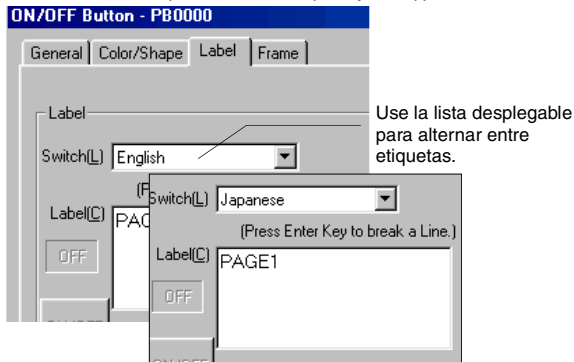 ON/OFF Button - PB0000
General Color/Shape Label Frame
Label
Use la lista desplegable
para alternar entre
etiquetas.
Switch(L) English
Switch(L) Japanese
(Press Enter Key to break a Line.)
Label(C)
Label(C) PAGE1
OFF
OFF